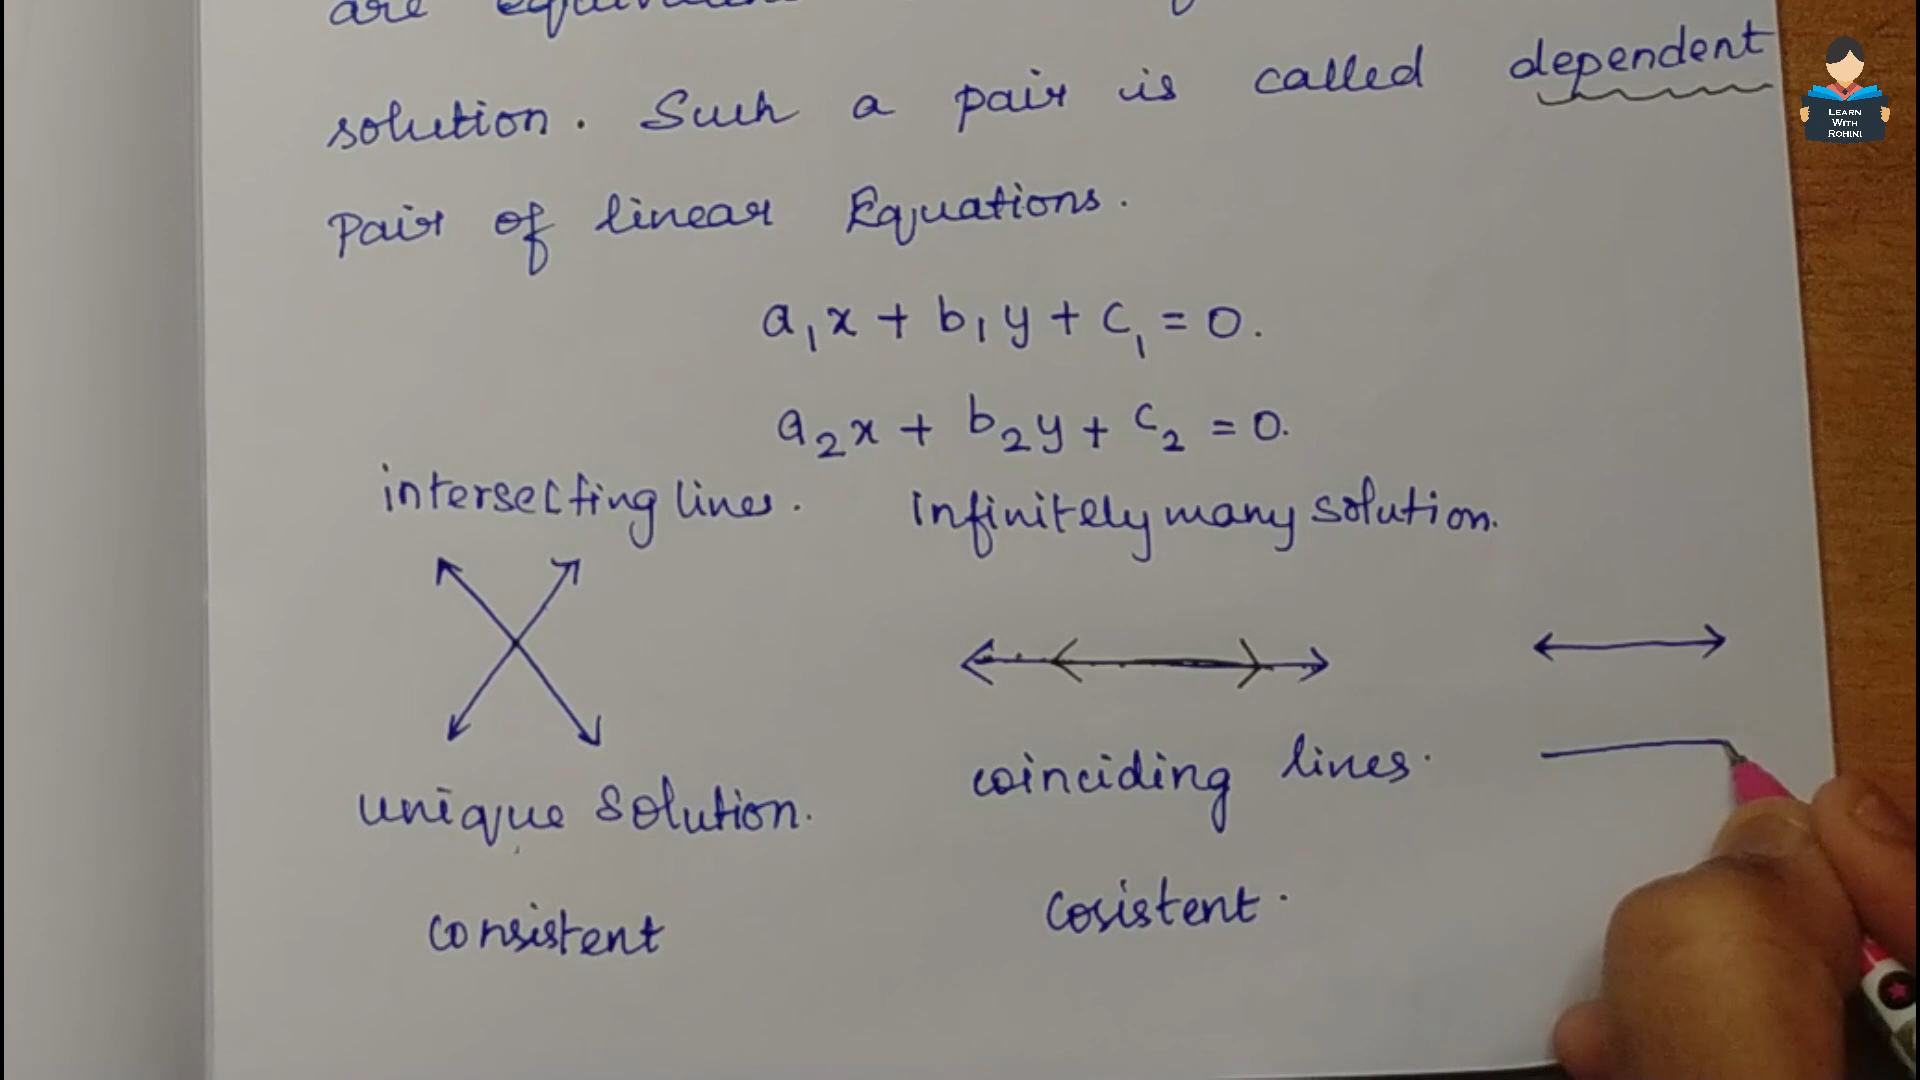 are
solution. Such a pair is called dependent
Pair of linear Equations.
a₁x + b₁y + c₁ = 0.
a₂x + b₂y + c₂ = 0.
intersecting lines. infinitely many solution.
coinciding lines.
unique solution.
consistent
cosistent.
LEARN
WITH
ROHINI